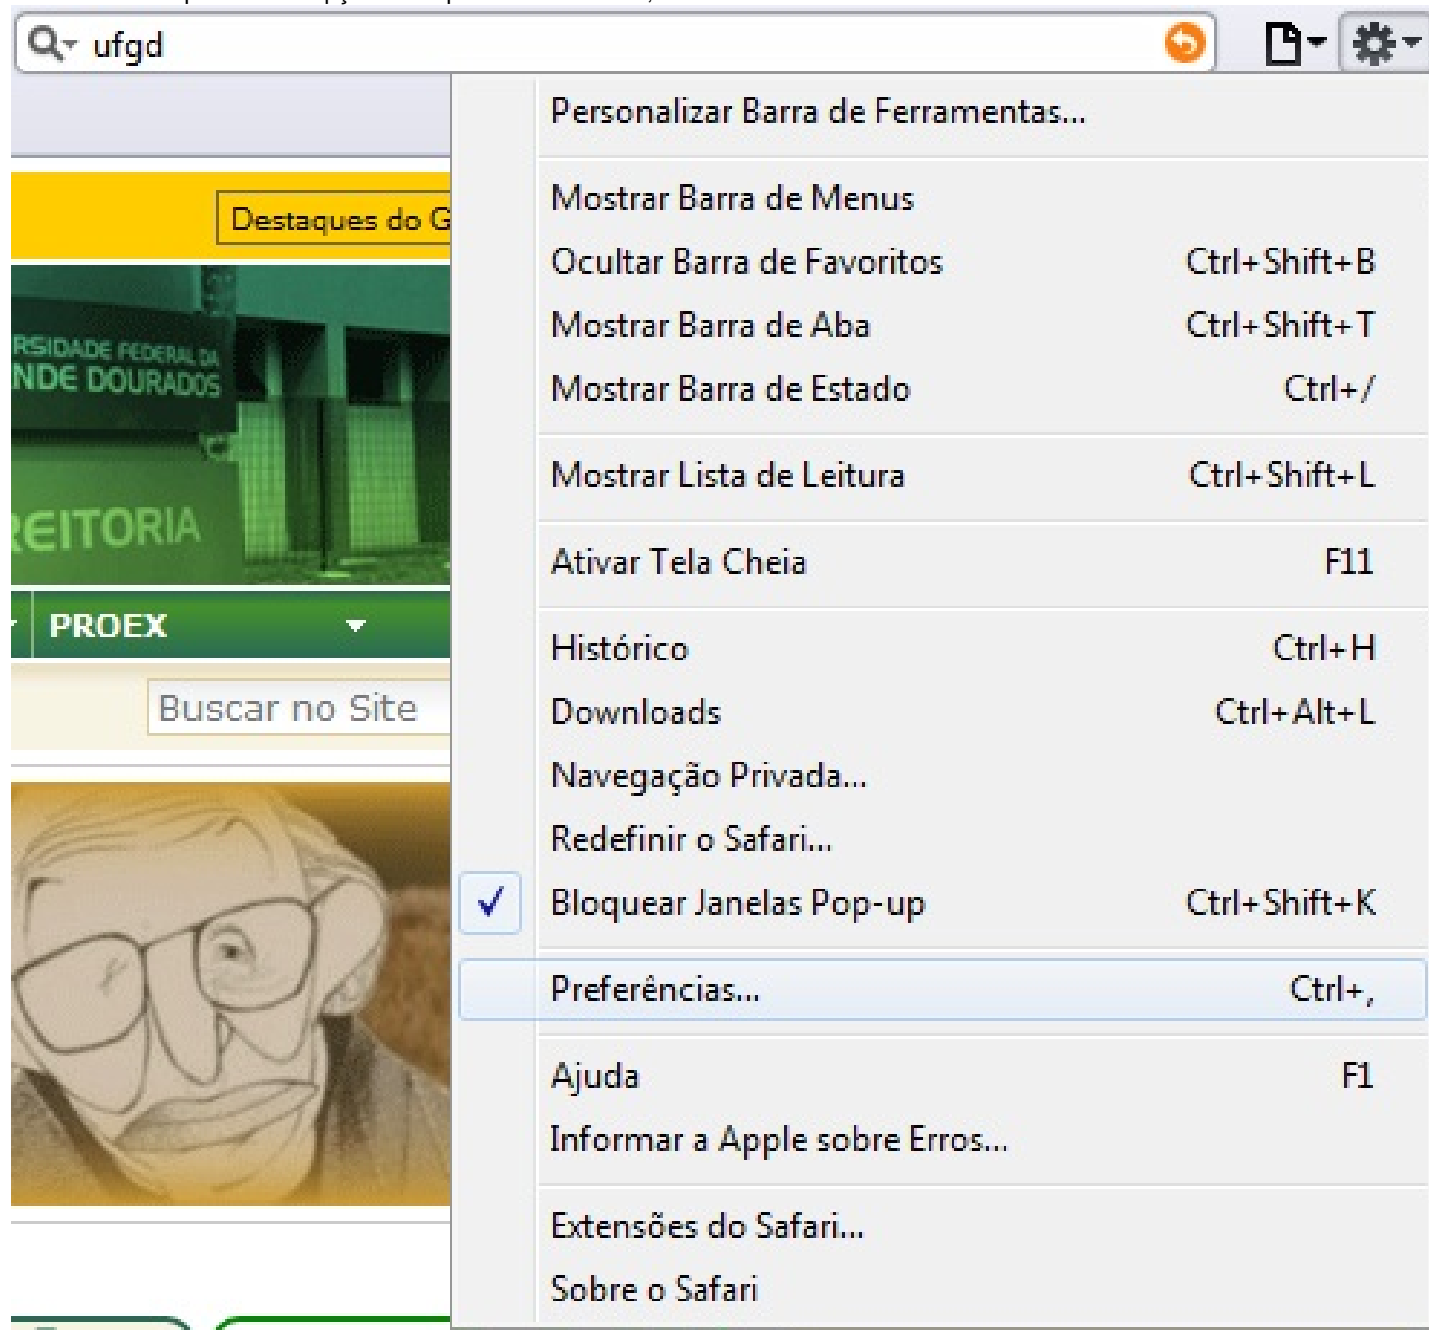 ufgd
Personalizar Barra de Ferramentas...
Mostrar Barra de Menus
Destaques do G
Ocultar Barra de Favoritos Ctrl+Shift+B
Mostrar Barra de Aba Ctrl+Shift+T
RSIDADE FEDERAL DA
NDE DOURADOS
Mostrar Barra de Estado Ctrl+/
Mostrar Lista de Leitura Ctrl+Shift+L
REITORIA
Ativar Tela Cheia F11
PROEX
Histórico Ctrl+H
Buscar no Site
Downloads Ctrl+Alt+L
Navegação Privada...
Redefinir o Safari...
Bloquear Janelas Pop-up Ctrl+Shift+K
Preferências... Ctrl+,
Ajuda F1
Informar a Apple sobre Erros...
Extensões do Safari...
Sobre o Safari